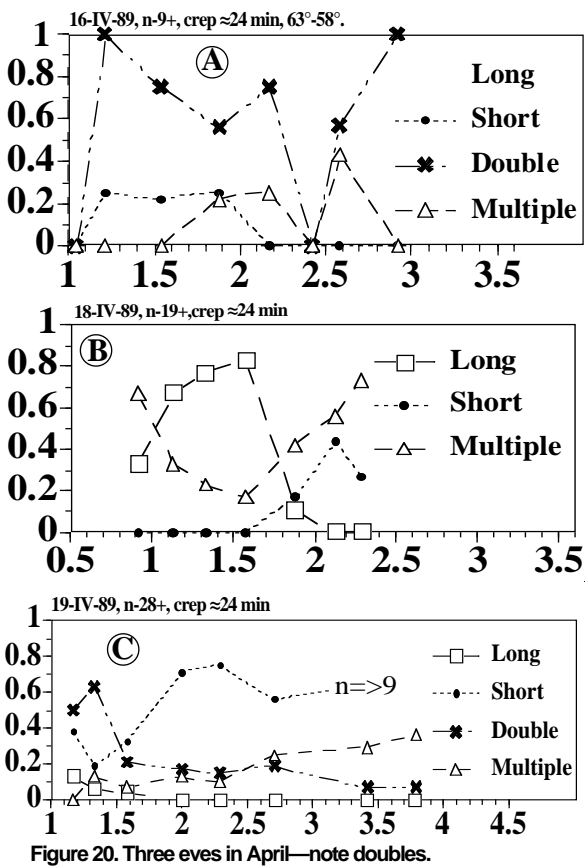 16-IV-89, n-9+, crep ≈24 min, 63°-58°.
1
0.8
0.6
0.4
0.2
0
A
Long
Short
Double
Multiple
1 1.5 2 2.5 3 3.5
18-IV-89, n-19+,crep ≈24 min
1
0.8
0.6
0.4
0.2
0
B
Long
Short
Multiple
0.5 1 1.5 2 2.5 3 3.5
19-IV-89, n-28+, crep ≈24 min
1
0.8
0.6
0.4
0.2
0
C
n=>9
Long
Short
Double
Multiple
1 1.5 2 2.5 3 3.5 4 4.5
Figure 20. Three eves in April—note doubles.